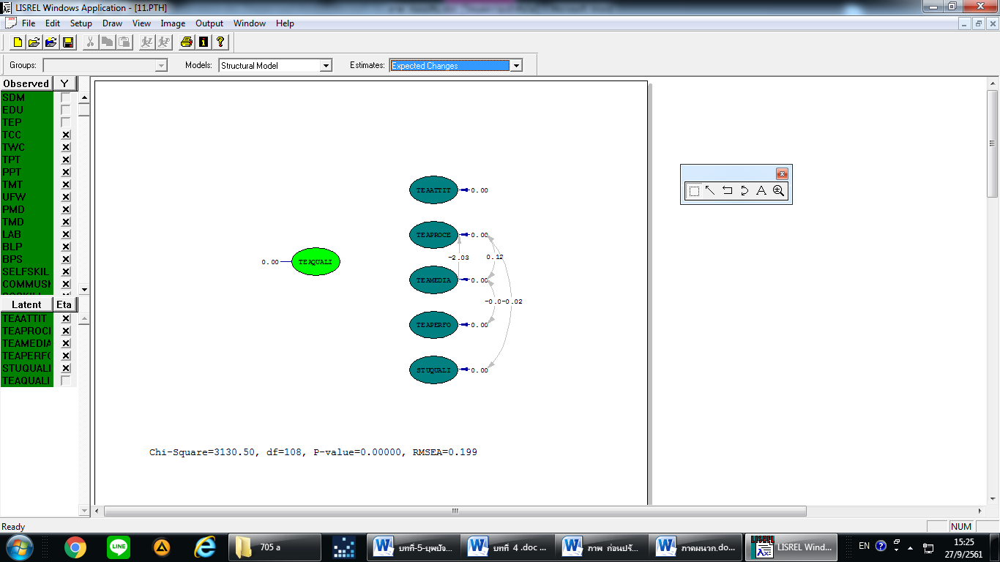 LISREL Windows Application - [11.PTH]
File Edit Setup Draw View Image Output Window Help
Groups: Models: Structural Model Estimates: Expected Changes
Observed Y
SDM
EDU
TEP
TCC
TWC
TPT
PPT
TMT
UFW
PMD
TMD
LAB
BLP
BPS
SELFSKIL
COMMUSK
Latent Eta
TEAATTIT
TEAPROCE
TEAMEDIA
TEAPERFO
STUQUALI
TEAQUALI
TEAATTIT 0.00
TEAPROCE 0.00
-2.03 0.12
0.00 TEAQUALI
TEAMEDIA 0.00
-0.0 -0.02
TEAPERFO 0.00
STUQUALI 0.00
Chi-Square=3130.50, df=108, P-value=0.00000, RMSEA=0.199
Ready NUM
705 a
บทที่-5-บุพปัจ...
บทที่ 4 .doc ...
ภาพ ก่อนปรั...
ภาคผนวก.do...
LISREL Wind...
EN 15:25
27/9/2561